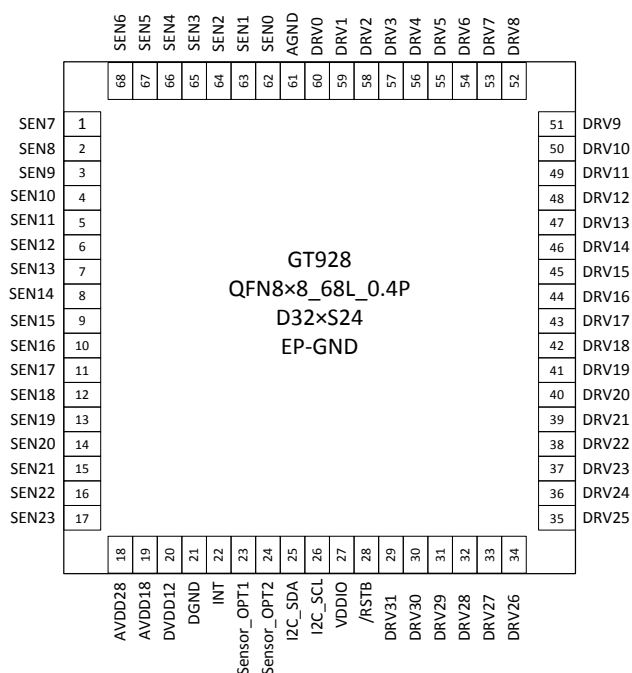 SEN6 SEN5 SEN4 SEN3 SEN2 SEN1 SEN0 AGND DRV0 DRV1 DRV2 DRV3 DRV4 DRV5 DRV6 DRV7 DRV8
68 67 66 65 64 63 62 61 60 59 58 57 56 55 54 53 52
SEN7 1 51 DRV9
SEN8 2 50 DRV10
SEN9 3 49 DRV11
SEN10 4 48 DRV12
SEN11 5 47 DRV13
SEN12 6 46 DRV14
SEN13 7 45 DRV15
SEN14 8 44 DRV16
SEN15 9 43 DRV17
SEN16 10 42 DRV18
SEN17 11 41 DRV19
SEN18 12 40 DRV20
SEN19 13 39 DRV21
SEN20 14 38 DRV22
SEN21 15 37 DRV23
SEN22 16 36 DRV24
SEN23 17 35 DRV25
GT928
QFN8×8_68L_0.4P
D32×S24
EP-GND
18 19 20 21 22 23 24 25 26 27 28 29 30 31 32 33 34
AVDD28 AVDD18 DVDD12 DGND INT Sensor_OPT1 Sensor_OPT2 I2C_SDA I2C_SCL VDDIO /RSTB DRV31 DRV30 DRV29 DRV28 DRV27 DRV26